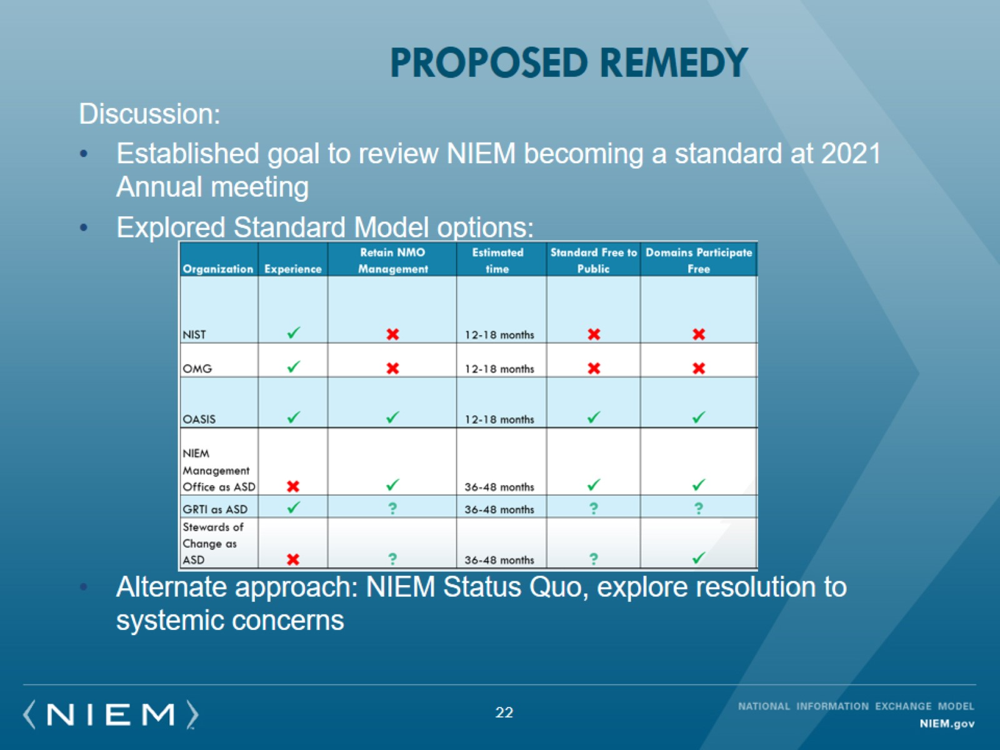 PROPOSED REMEDY
Discussion:
• Established goal to review NIEM becoming a standard at 2021
Annual meeting
• Explored Standard Model options:
Organization Experience Retain NMO Management Estimated time Standard Free to Public Domains Participate Free
NIST ✓ ✖ 12-18 months ✖ ✖
OMG ✓ ✖ 12-18 months ✖ ✖
OASIS ✓ ✓ 12-18 months ✓ ✓
NIEM
Management
Office as ASD ✖ ✓ 36-48 months ✓ ✓
GRTI as ASD ✓ ? 36-48 months ? ?
Stewards of
Change as
ASD ✖ ? 36-48 months ? ✓
• Alternate approach: NIEM Status Quo, explore resolution to
systemic concerns
NIEM™
22
NATIONAL INFORMATION EXCHANGE MODEL
NIEM.gov